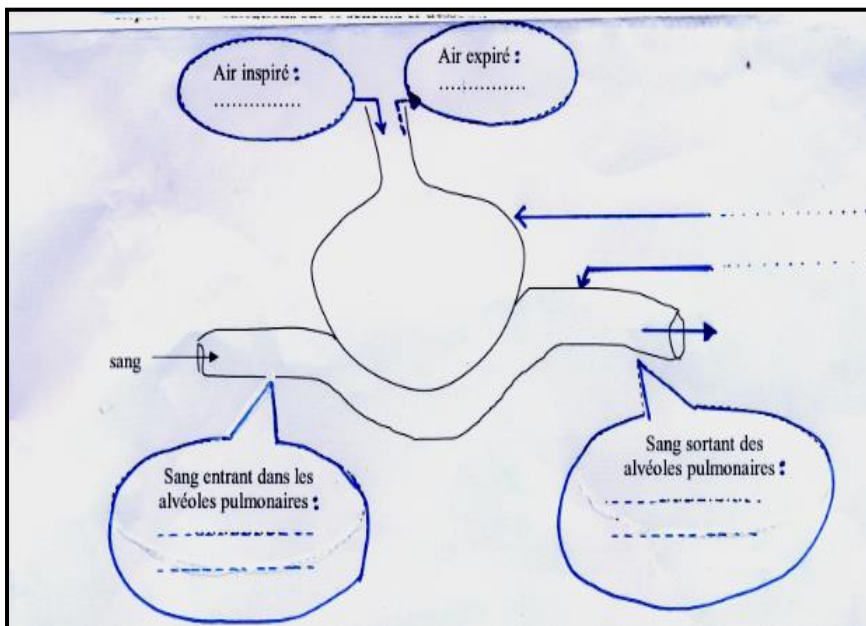 Air inspiré :
...............
Air expiré :
...............
sang
Sang entrant dans les
alvéoles pulmonaires :
Sang sortant des
alvéoles pulmonaires :